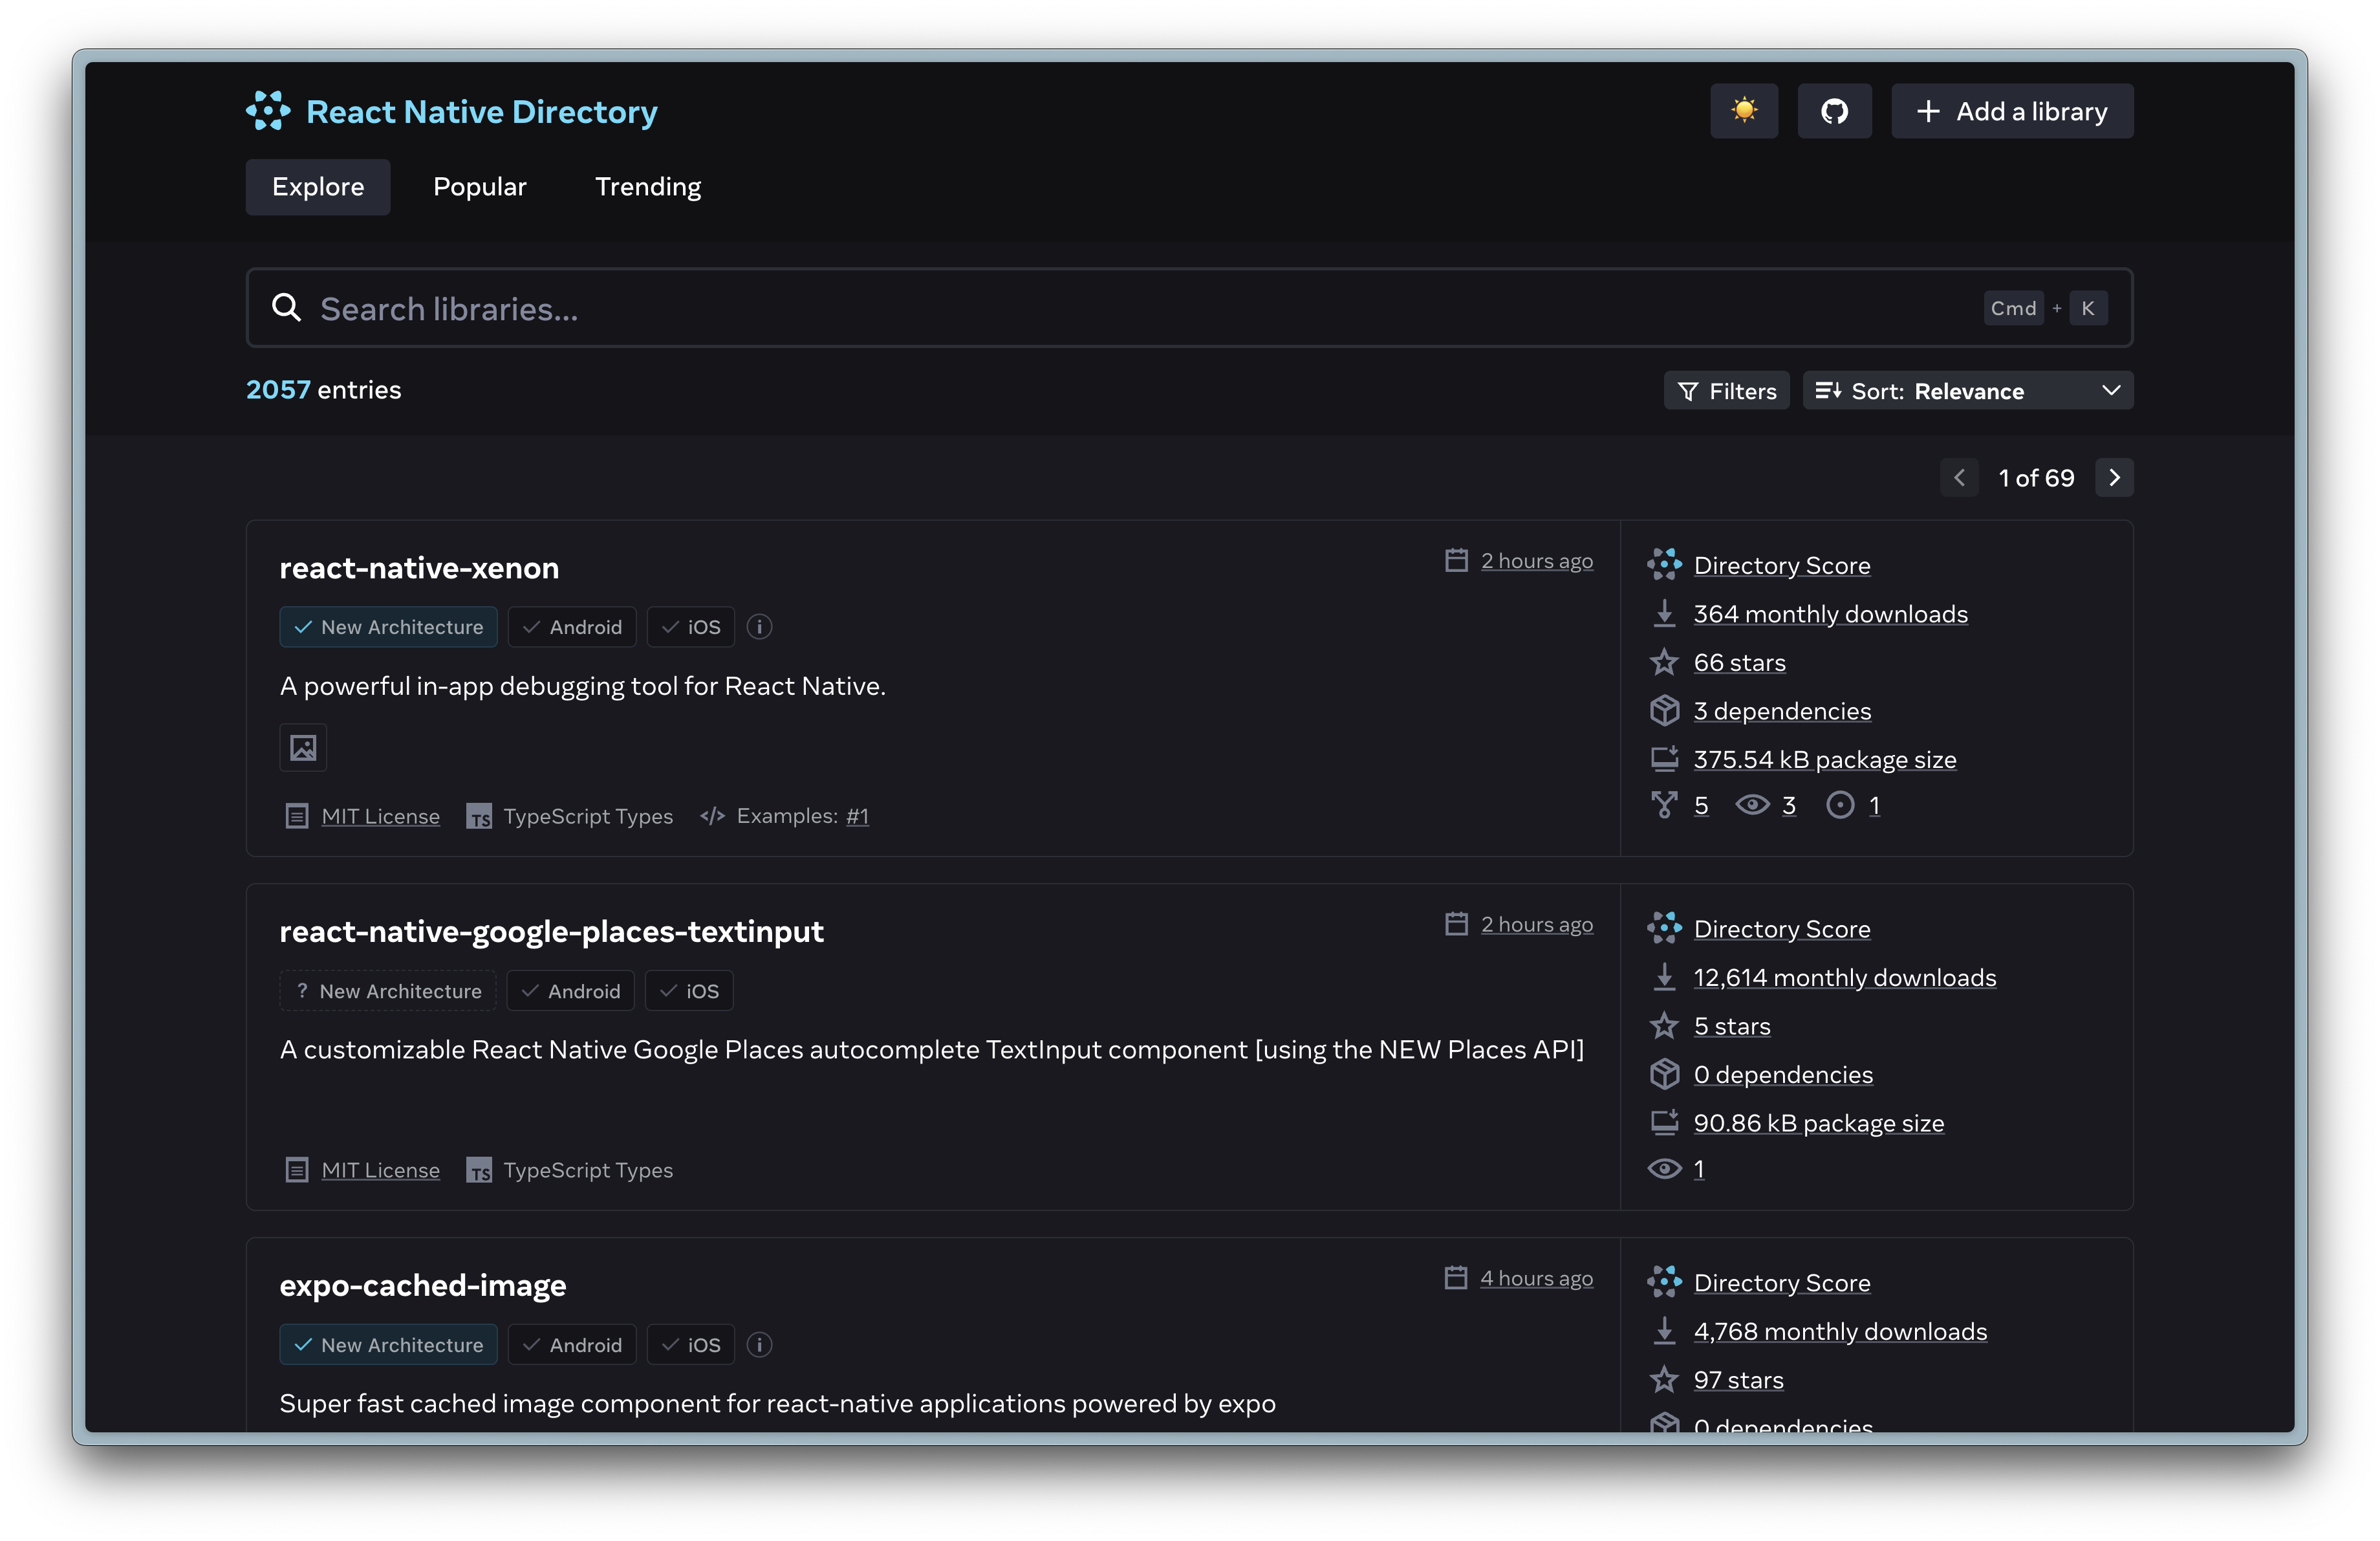 React Native Directory
Add a library
Explore Popular Trending
Search libraries... Cmd + K
2057 entries
Filters Sort: Relevance
1 of 69
react-native-xenon
2 hours ago
New Architecture Android iOS
A powerful in-app debugging tool for React Native.
MIT License TS TypeScript Types </> Examples: #1
Directory Score
364 monthly downloads
66 stars
3 dependencies
375.54 kB package size
5 3 1
react-native-google-places-textinput
2 hours ago
? New Architecture Android iOS
A customizable React Native Google Places autocomplete TextInput component [using the NEW Places API]
MIT License TS TypeScript Types
Directory Score
12,614 monthly downloads
5 stars
0 dependencies
90.86 kB package size
1
expo-cached-image
4 hours ago
New Architecture Android iOS
Super fast cached image component for react-native applications powered by expo
Directory Score
4,768 monthly downloads
97 stars
0 dependencies